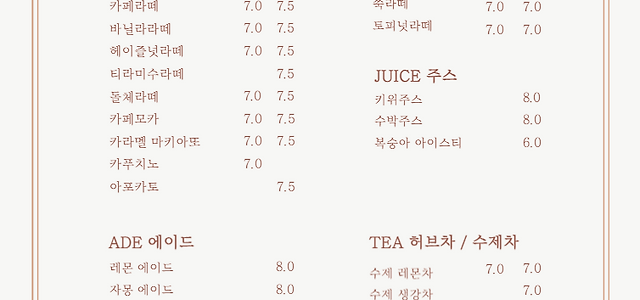 카페라떼 7.0 7.5
바닐라라떼 7.0 7.5
헤이즐넛라떼 7.0 7.5
티라미수라떼 7.5
돌체라떼 7.0 7.5
카페모카 7.0 7.5
카라멜 마키아또 7.0 7.5
카푸치노 7.0
아포카토 7.5
ADE 에이드
레몬 에이드 8.0
자몽 에이드 8.0
쑥라떼 7.0 7.0
토피넛라떼 7.0 7.0
JUICE 주스
키위주스 8.0
수박주스 8.0
복숭아 아이스티 6.0
TEA 허브차 / 수제차
수제 레몬차 7.0 7.0
수제 생강차 7.0